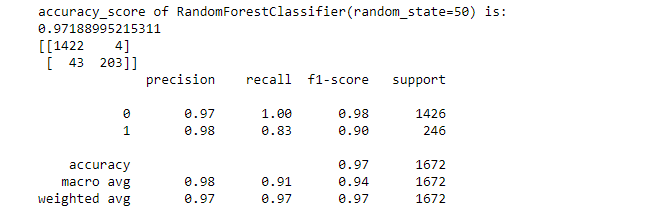 accuracy_score of RandomForestClassifier(random_state=50) is:
0.97188995215311
[[1422    4]
 [  43  203]]
              precision    recall  f1-score   support

           0       0.97      1.00      0.98      1426
           1       0.98      0.83      0.90       246

    accuracy                           0.97      1672
   macro avg       0.98      0.91      0.94      1672
weighted avg       0.97      0.97      0.97      1672